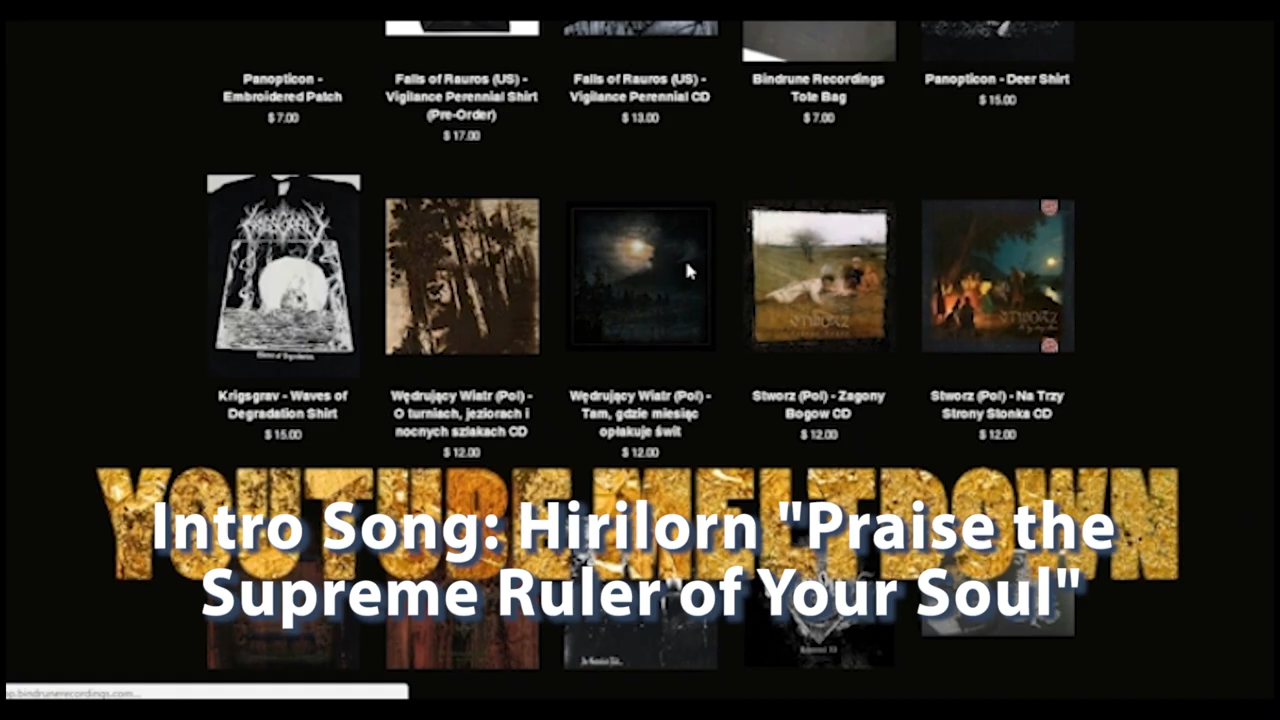 Panopticon -
Embroidered Patch
$ 7.00
Falls of Rauros (US) -
Vigilance Perennial Shirt
(Pre-Order)
$ 17.00
Falls of Rauros (US) -
Vigilance Perennial CD
$ 13.00
Bindrune Recordings
Tote Bag
$ 7.00
Panopticon - Deer Shirt
$ 15.00
Krigsgrav - Waves of
Degradation Shirt
$ 15.00
Wędrujący Wiatr (Pol) -
O turniach, jeziorach i
nocnych szlakach CD
$ 12.00
Wędrujący Wiatr (Pol) -
Tam, gdzie miesiąc
opłakuje świt
$ 12.00
STWORZ
Stworz (Pol) - Zagony
Bogow CD
$ 12.00
STWORZ
Stworz (Pol) - Na Trzy
Strony Slonka CD
$ 12.00
YOUTUBE MELTDOWN
Intro Song: Hirilorn "Praise the
Supreme Ruler of Your Soul"
p.bindrunerecordings.com...